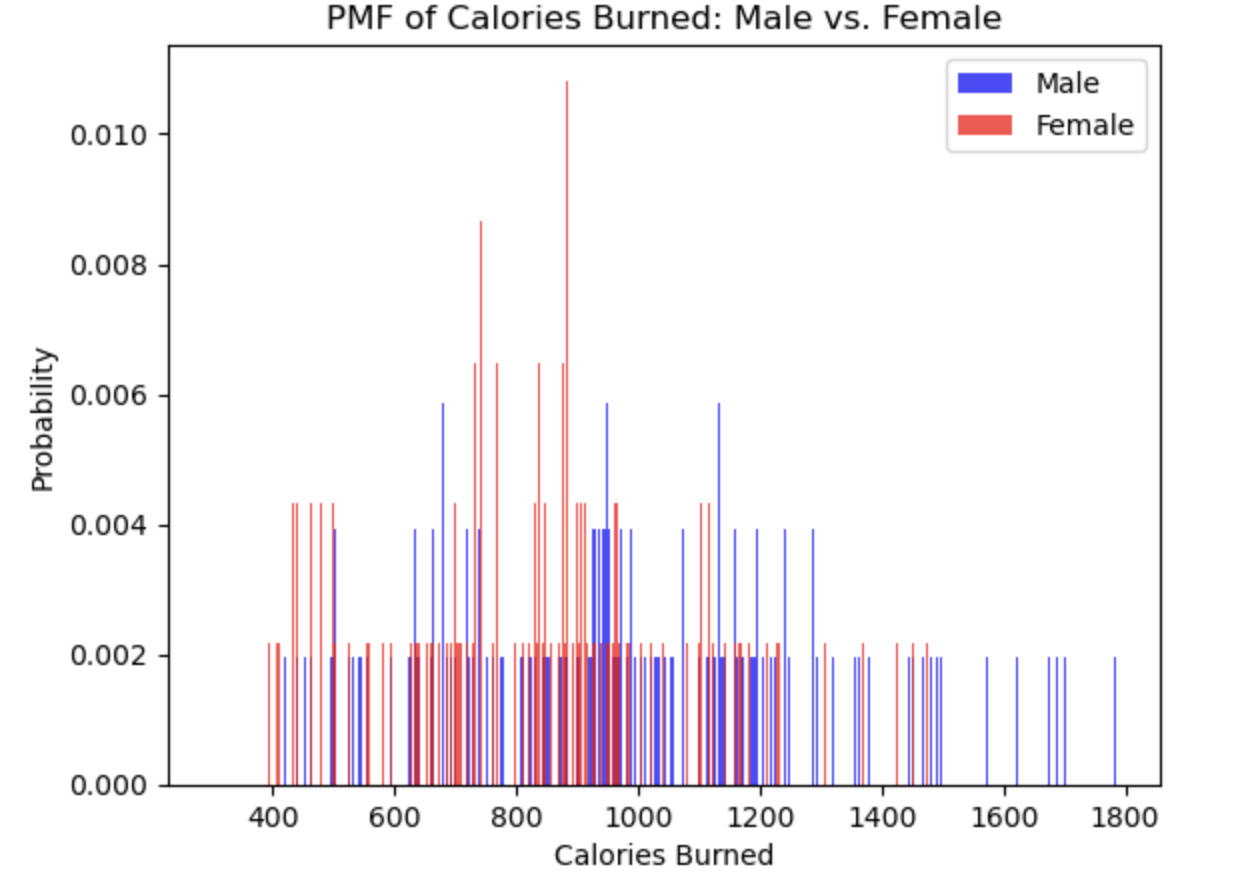 PMF of Calories Burned: Male vs. Female
Male
Female
0.010
0.008
0.006
0.004
0.002
0.000
Probability
400 600 800 1000 1200 1400 1600 1800
Calories Burned